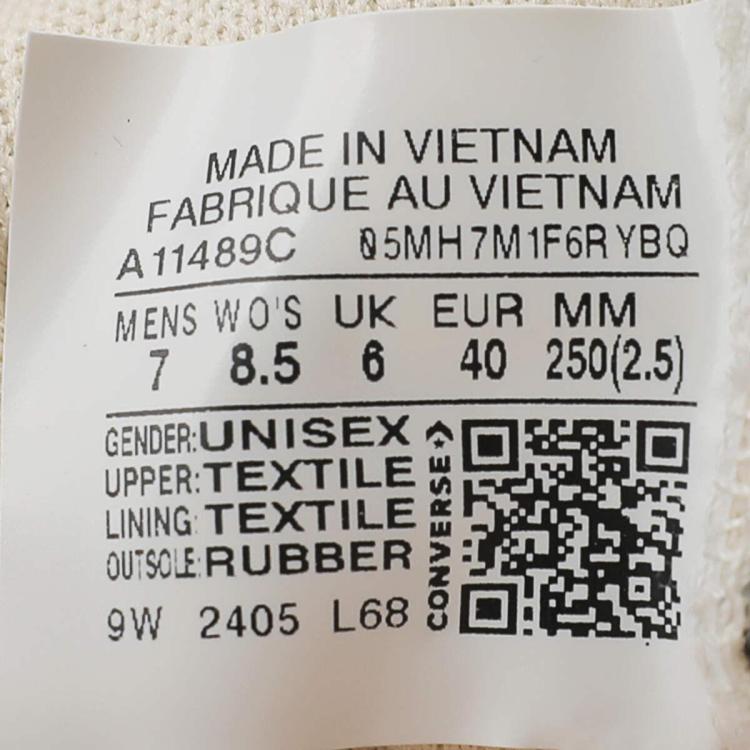 MADE IN VIETNAM
FABRIQUE AU VIETNAM
A11489C 05MH7M1F6RYBQ
MENS WO'S UK EUR MM
7 8.5 6 40 250(2.5)
GENDER:UNISEX
UPPER:TEXTILE
LINING:TEXTILE
OUTSOLE:RUBBER
9W 2405 L68
CONVERSE